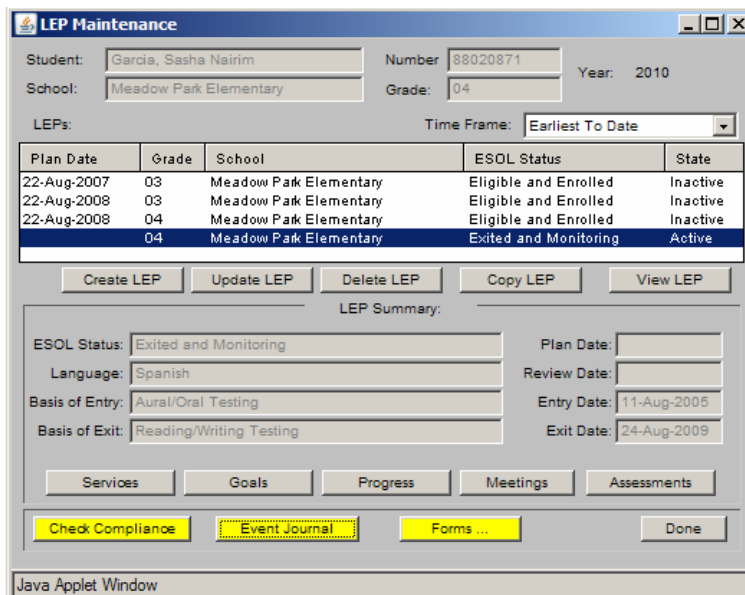 LEP Maintenance
Student: Garcia, Sasha Nairim Number 88020871 Year: 2010
School: Meadow Park Elementary Grade: 04
LEPs: Time Frame: Earliest To Date
Plan Date Grade School ESOL Status State
22-Aug-2007 03 Meadow Park Elementary Eligible and Enrolled Inactive
22-Aug-2008 03 Meadow Park Elementary Eligible and Enrolled Inactive
22-Aug-2008 04 Meadow Park Elementary Eligible and Enrolled Inactive
04 Meadow Park Elementary Exited and Monitoring Active
Create LEP Update LEP Delete LEP Copy LEP View LEP
LEP Summary:
ESOL Status: Exited and Monitoring Plan Date:
Language: Spanish Review Date:
Basis of Entry: Aural/Oral Testing Entry Date: 11-Aug-2005
Basis of Exit: Reading/Writing Testing Exit Date: 24-Aug-2009
Services Goals Progress Meetings Assessments
Check Compliance Event Journal Forms ... Done
Java Applet Window